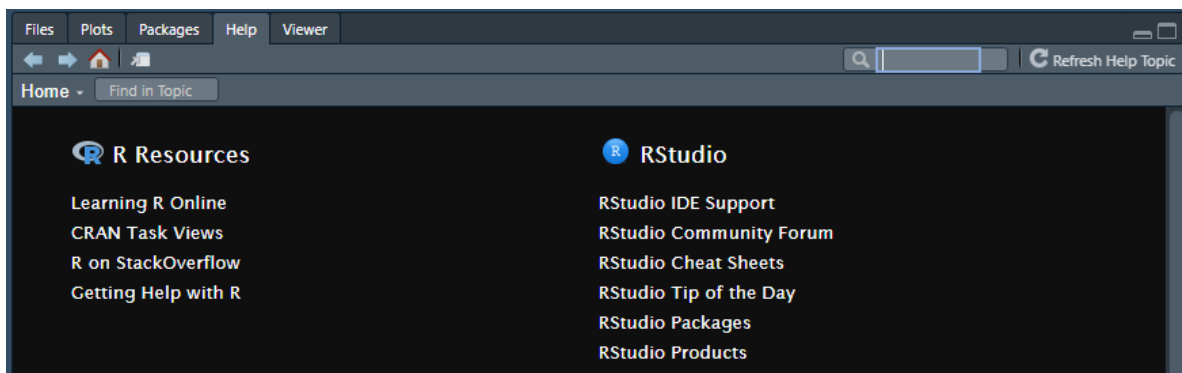 Files Plots Packages Help Viewer
Refresh Help Topic
Home Find in Topic
R Resources
Learning R Online
CRAN Task Views
R on StackOverflow
Getting Help with R
R RStudio
RStudio IDE Support
RStudio Community Forum
RStudio Cheat Sheets
RStudio Tip of the Day
RStudio Packages
RStudio Products